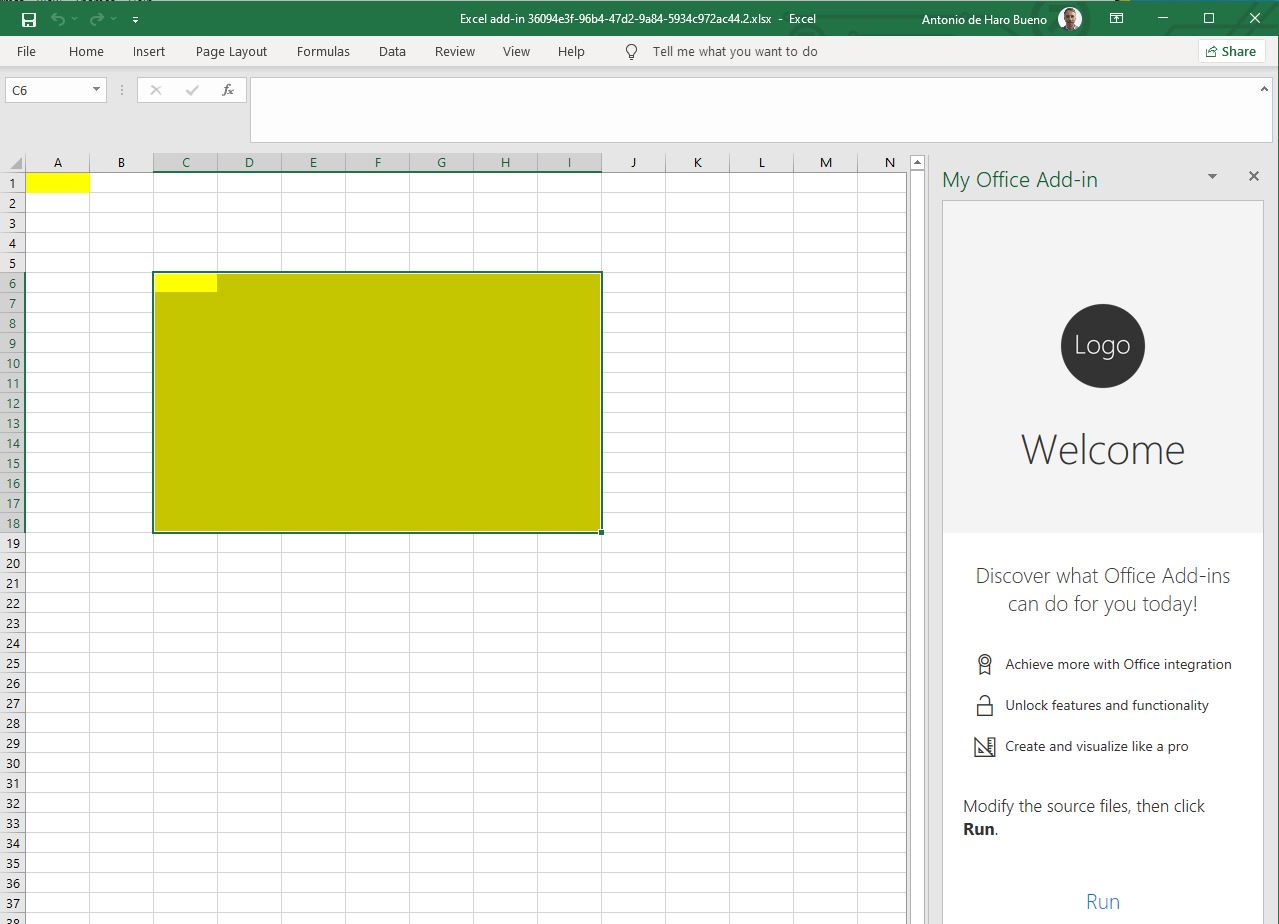 Excel add-in 36094e3f-96b4-47d2-9a84-5934c972ac44.2.xlsx - Excel
Antonio de Haro Bueno
File Home Insert Page Layout Formulas Data Review View Help Tell me what you want to do Share
C6 fx
A B C D E F G H I J K L M N
1
2
3
4
5
6
7
8
9
10
11
12
13
14
15
16
17
18
19
20
21
22
23
24
25
26
27
28
29
30
31
32
33
34
35
36
37
38
My Office Add-in
Logo
Welcome
Discover what Office Add-ins
can do for you today!
Achieve more with Office integration
Unlock features and functionality
Create and visualize like a pro
Modify the source files, then click
Run.
Run